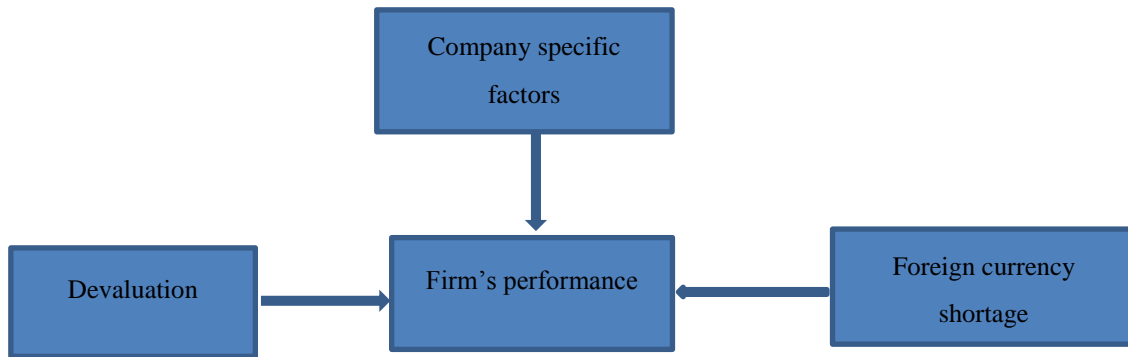 Company specific
factors
Devaluation
Firm’s performance
Foreign currency
shortage